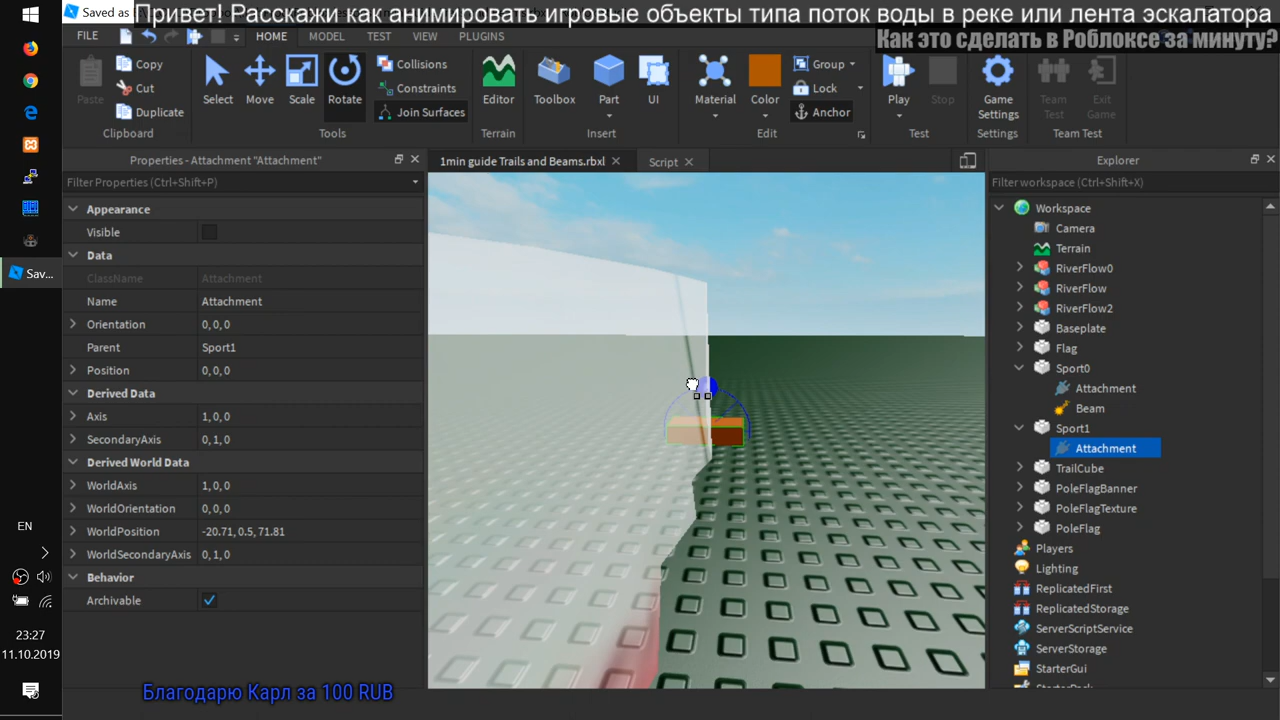 Saved as
Привет! Расскажи как анимировать игровые объекты типа поток воды в реке или лента эскалатора
Как это сделать в Роблоксе за минуту?
FILE
HOME
MODEL
TEST
VIEW
PLUGINS
Paste
Copy
Cut
Duplicate
Clipboard
Select
Move
Scale
Rotate
Collisions
Constraints
Join Surfaces
Tools
Editor
Terrain
Toolbox
Part
UI
Insert
Material
Color
Group
Lock
Anchor
Edit
Play
Stop
Test
Game
Settings
Settings
Team
Test
Exit
Game
Team Test
Properties - Attachment "Attachment"
Filter Properties (Ctrl+Shift+P)
Appearance
Visible
Data
ClassName Attachment
Name Attachment
Orientation 0, 0, 0
Parent Sport1
Position 0, 0, 0
Derived Data
Axis 1, 0, 0
SecondaryAxis 0, 1, 0
Derived World Data
WorldAxis 1, 0, 0
WorldOrientation 0, 0, 0
WorldPosition -20.71, 0.5, 71.81
WorldSecondaryAxis 0, 1, 0
Behavior
Archivable
1min guide Trails and Beams.rbxl
Script
Explorer
Filter workspace (Ctrl+Shift+X)
Workspace
Camera
Terrain
RiverFlow0
RiverFlow
RiverFlow2
Baseplate
Flag
Sport0
Attachment
Beam
Sport1
Attachment
TrailCube
PoleFlagBanner
PoleFlagTexture
PoleFlag
Players
Lighting
ReplicatedFirst
ReplicatedStorage
ServerScriptService
ServerStorage
StarterGui
Sav...
EN
23:27
11.10.2019
Благодарю Карл за 100 RUB